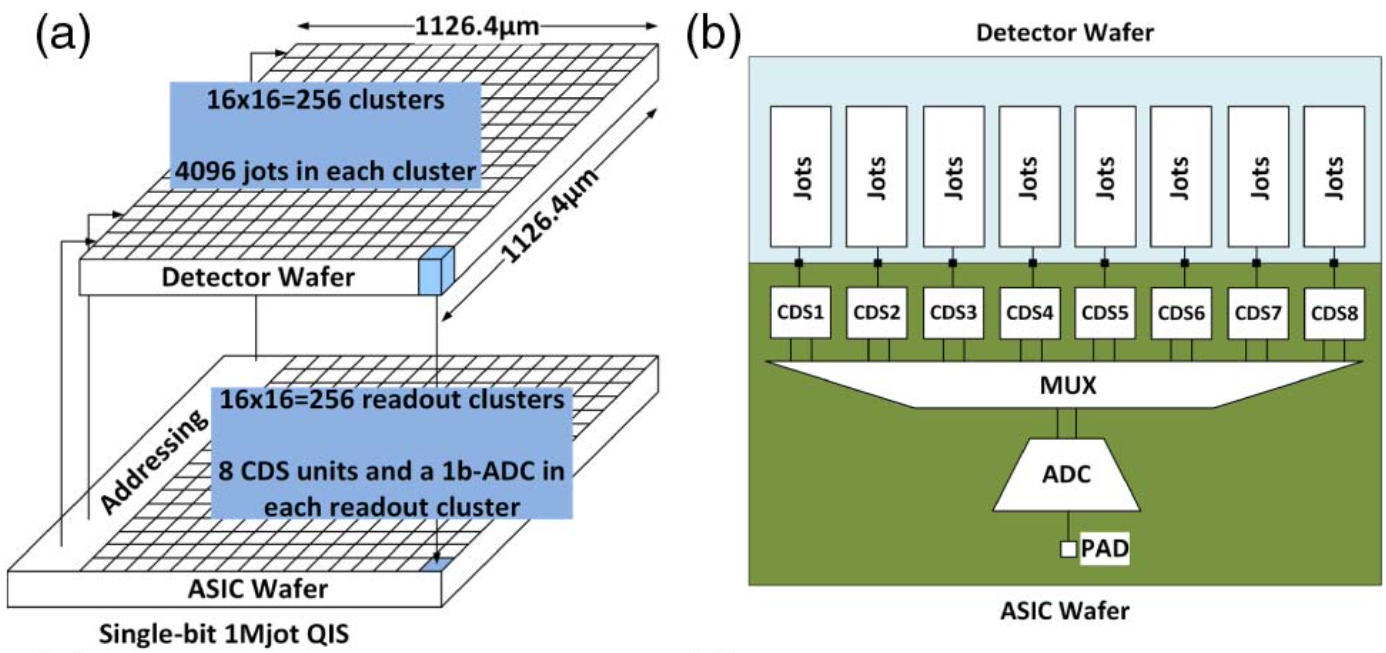 (a)
1126.4μm
16x16=256 clusters
4096 jots in each cluster
1126.4μm
Detector Wafer
Addressing
16x16=256 readout clusters
8 CDS units and a 1b-ADC in
each readout cluster
ASIC Wafer
Single-bit 1Mjot QIS
(b)
Detector Wafer
Jots Jots Jots Jots Jots Jots Jots Jots
CDS1 CDS2 CDS3 CDS4 CDS5 CDS6 CDS7 CDS8
MUX
ADC
PAD
ASIC Wafer